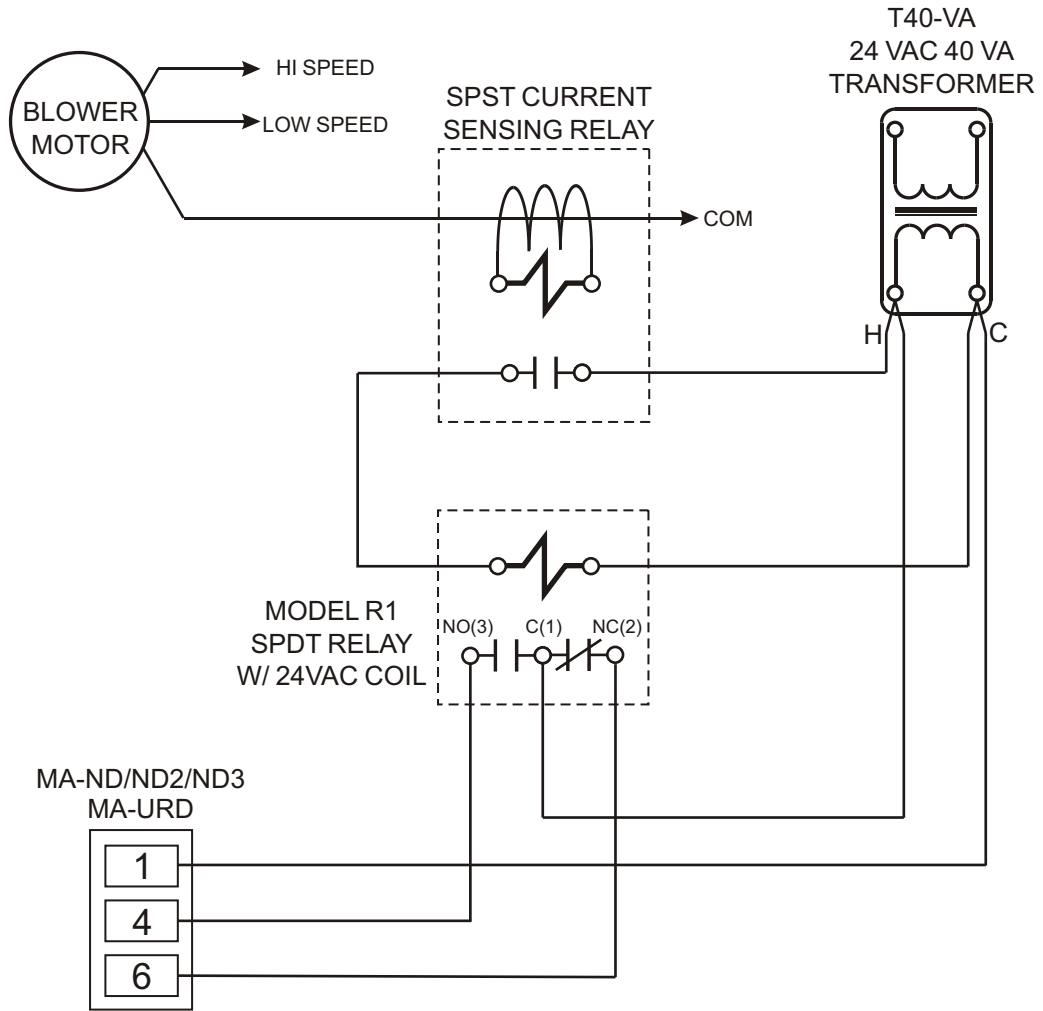 T40-VA
24 VAC 40 VA
TRANSFORMER
HI SPEED
BLOWER
MOTOR
LOW SPEED
SPST CURRENT
SENSING RELAY
COM
H
C
MODEL R1
SPDT RELAY
W/ 24VAC COIL
NO(3)
C(1)
NC(2)
MA-ND/ND2/ND3
MA-URD
1
4
6